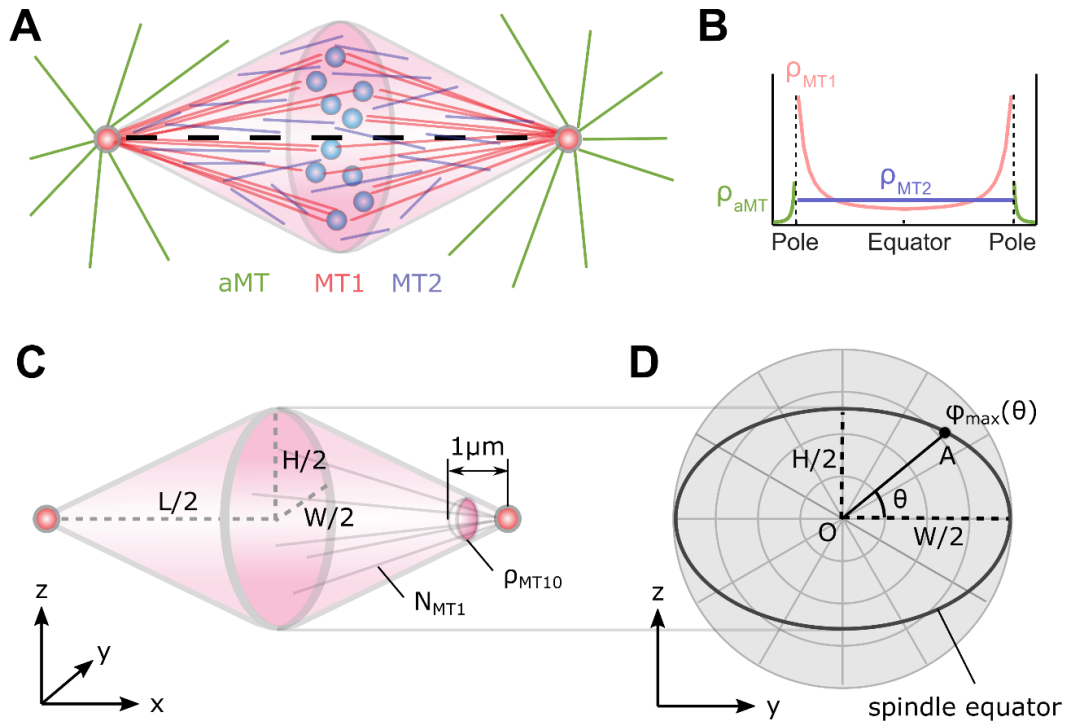 A
aMT MT1 MT2
B
ρMT1
ρMT2
ρaMT
Pole Equator Pole
C
1μm
H/2
L/2
W/2
ρMT10
NMT1
z
y
x
D
φmax(θ)
A
H/2
θ
O
W/2
z
y
spindle equator